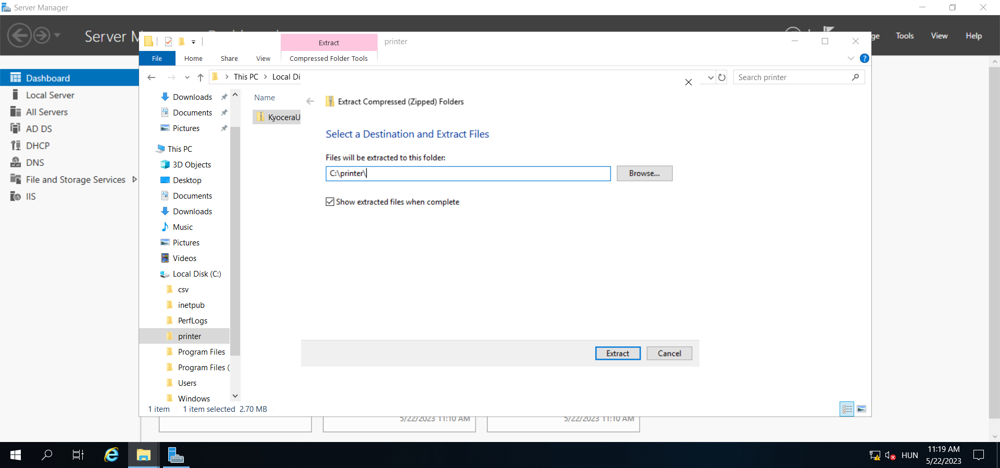 Server Manager
Server M
ge
Tools
View
Help
Extract
printer
File
Home
Share
View
Compressed Folder Tools
This PC
Local Di
Search printer
Dashboard
Local Server
All Servers
AD DS
DHCP
DNS
File and Storage Services
IIS
Downloads
Documents
Pictures
This PC
3D Objects
Desktop
Documents
Downloads
Music
Pictures
Videos
Local Disk (C:)
csv
inetpub
PerfLogs
printer
Program Files
Program Files (
Users
Windows
Name
KyoceraU
Extract Compressed (Zipped) Folders
Select a Destination and Extract Files
Files will be extracted to this folder:
C:\printer\
Browse...
Show extracted files when complete
Extract
Cancel
1 item
1 item selected 2.70 MB
5/22/2023 11:10 AM
5/22/2023 11:10 AM
HUN
11:19 AM
5/22/2023